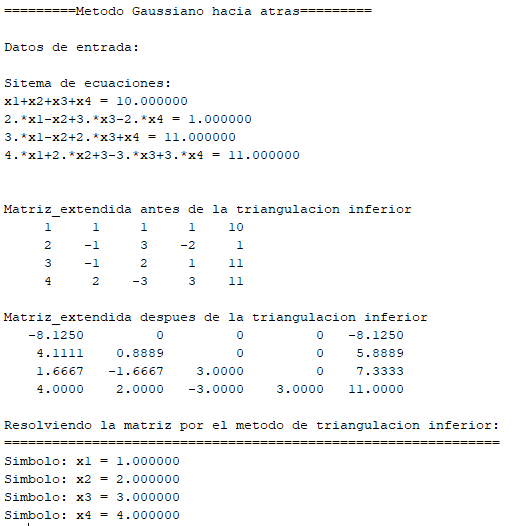 =========Metodo Gaussiano hacia atras=========
Datos de entrada:
Sitema de ecuaciones:
x1+x2+x3+x4 = 10.000000
2.*x1-x2+3.*x3-2.*x4 = 1.000000
3.*x1-x2+2.*x3+x4 = 11.000000
4.*x1+2.*x2+3-3.*x3+3.*x4 = 11.000000
Matriz_extendida antes de la triangulacion inferior
1 1 1 1 10
2 -1 3 -2 1
3 -1 2 1 11
4 2 -3 3 11
Matriz_extendida despues de la triangulacion inferior
-8.1250 0 0 0 -8.1250
4.1111 0.8889 0 0 5.8889
1.6667 -1.6667 3.0000 0 7.3333
4.0000 2.0000 -3.0000 3.0000 11.0000
Resolviendo la matriz por el metodo de triangulacion inferior:
==============================================================
Simbolo: x1 = 1.000000
Simbolo: x2 = 2.000000
Simbolo: x3 = 3.000000
Simbolo: x4 = 4.000000